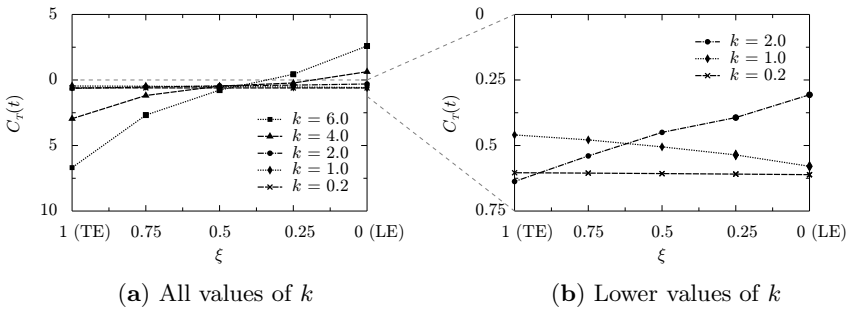 5
0
5
10
C_T(t)
1 (TE) 0.75 0.5 0.25 0 (LE)
ξ
k = 6.0
k = 4.0
k = 2.0
k = 1.0
k = 0.2
(a) All values of k
0
0.25
0.5
0.75
C_T(t)
1 (TE) 0.75 0.5 0.25 0 (LE)
ξ
k = 2.0
k = 1.0
k = 0.2
(b) Lower values of k